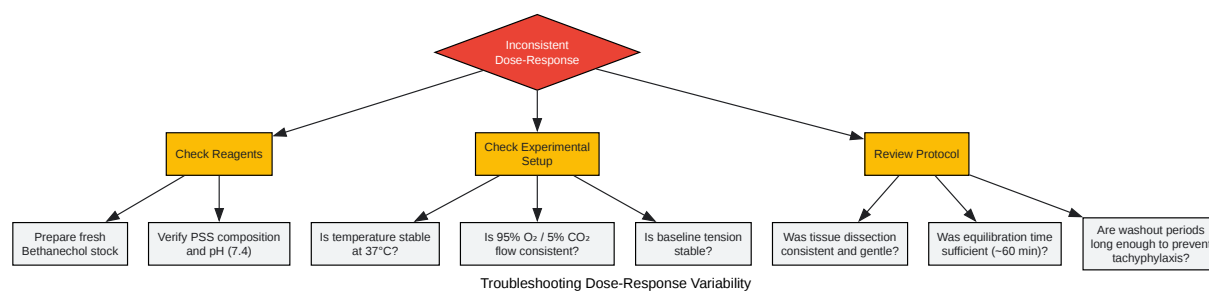 Inconsistent
Dose-Response
Check Reagents
Check Experimental
Setup
Review Protocol
Prepare fresh
Bethanechol stock
Verify PSS composition
and pH (7.4)
Is temperature stable
at 37°C?
Is 95% O₂ / 5% CO₂
flow consistent?
Is baseline tension
stable?
Was tissue dissection
consistent and gentle?
Was equilibration time
sufficient (~60 min)?
Are washout periods
long enough to prevent
tachyphylaxis?
Troubleshooting Dose-Response Variability